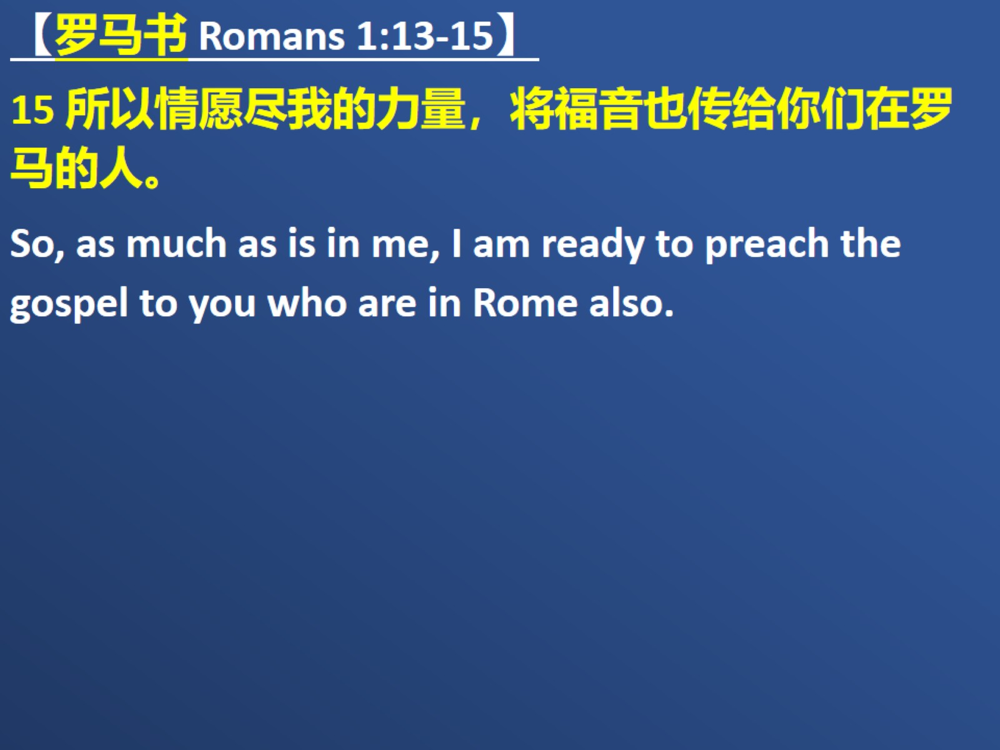 【罗马书 Romans 1:13-15】
15 所以情愿尽我的力量，将福音也传给你们在罗
马的人。
So, as much as is in me, I am ready to preach the
gospel to you who are in Rome also.